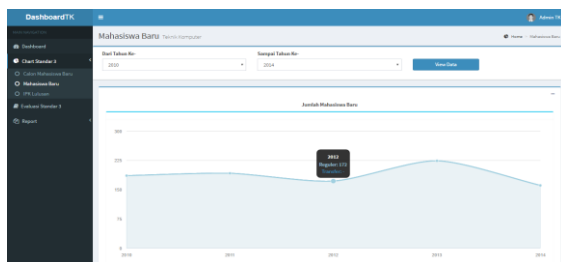 DashboardTK
Admin TK
Mahasiswa Baru Teknik Komputer
Home Mahasiswa Baru
Dashboard
Chart Standar 3
Calon Mahasiswa Baru
Mahasiswa Baru
IPK Lulusan
Evaluasi Standar 3
Report
Dari Tahun Ke-
Sampai Tahun Ke-
2010
2014
View Data
Jumlah Mahasiswa Baru
300
225
150
75
0
2012
Reguler: 172
2010
2011
2012
2013
2014